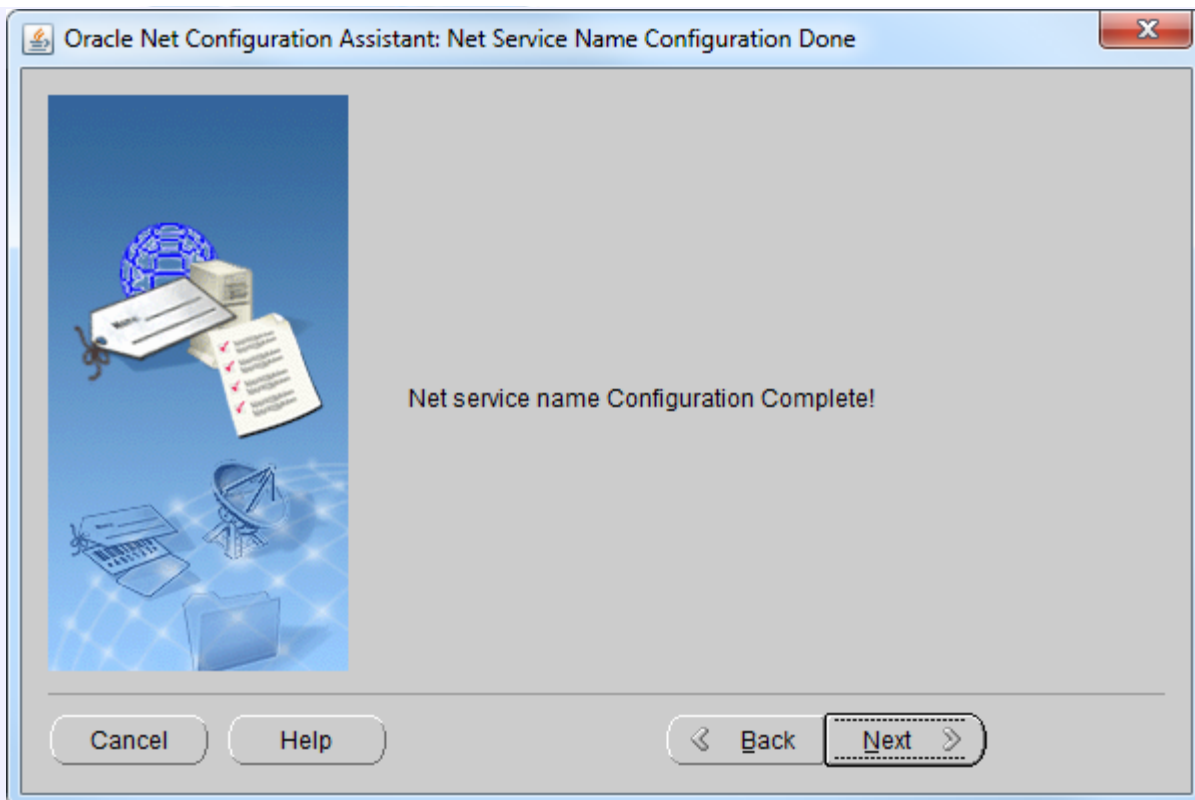 Oracle Net Configuration Assistant: Net Service Name Configuration Done
Net service name Configuration Complete!
Cancel
Help
Back
Next